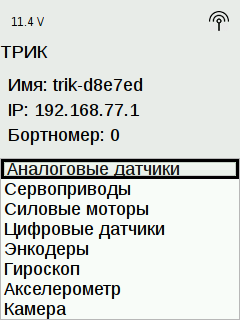 11.4 V
ТРИК
Имя: trik-d8e7ed
IP: 192.168.77.1
Бортномер: 0
Аналоговые датчики
Сервоприводы
Силовые моторы
Цифровые датчики
Энкодеры
Гироскоп
Акселерометр
Камера